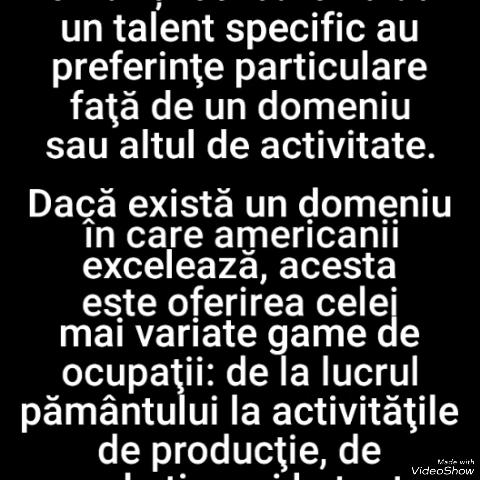 un talent specific au
preferinţe particulare
faţă de un domeniu
sau altul de activitate.
Dacă există un domeniu
în care americanii
excelează, acesta
este oferirea celei
mai variate game de
ocupaţii: de la lucrul
pământului la activităţile
de producţie, de
Made with
VideoShow